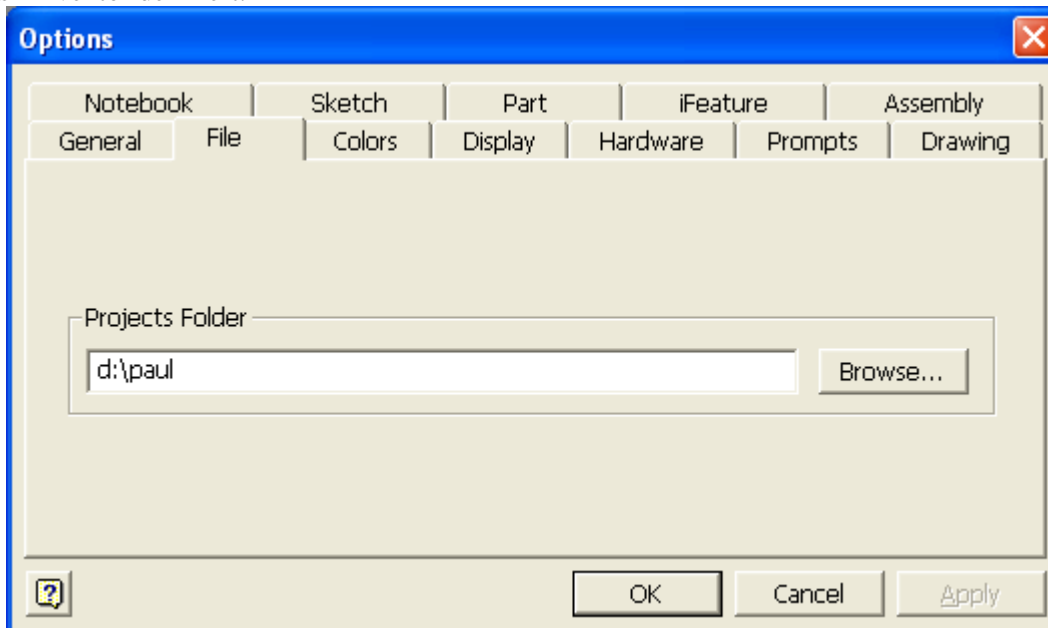 Options
Notebook Sketch Part iFeature Assembly
General File Colors Display Hardware Prompts Drawing
Projects Folder
d:\paul Browse...
OK Cancel Apply